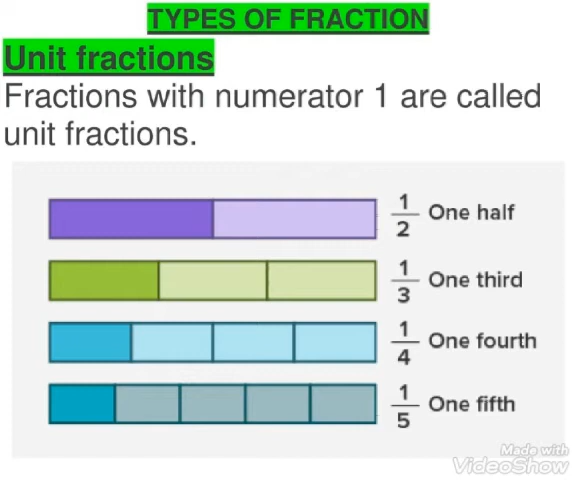 TYPES OF FRACTION
Unit fractions
Fractions with numerator 1 are called
unit fractions.
1/2 One half
1/3 One third
1/4 One fourth
1/5 One fifth
Made with
VideoShow